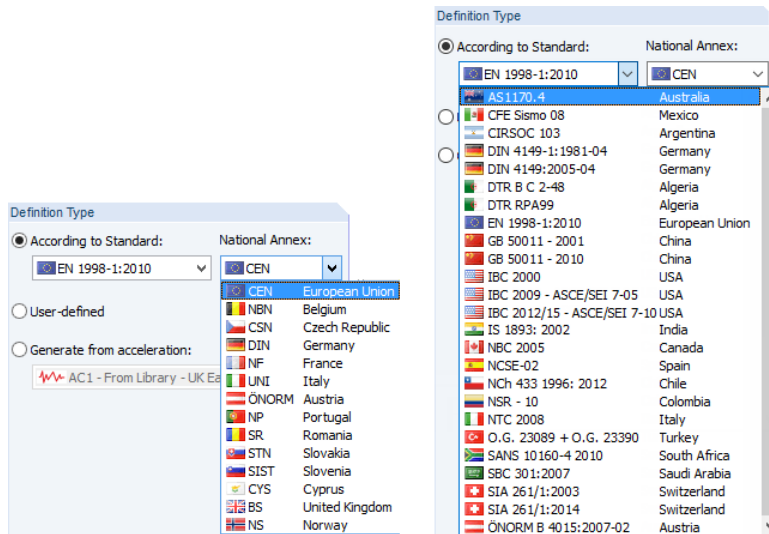 Definition Type
According to Standard: National Annex:
EN 1998-1:2010 CEN
CEN European Union
NBN Belgium
User-defined
CSN Czech Republic
DIN Germany
Generate from acceleration:
NF France
AC1 - From Library - UK Ea
UNI Italy
ÖNORM Austria
NP Portugal
SR Romania
STN Slovakia
SIST Slovenia
CYS Cyprus
BS United Kingdom
NS Norway
Definition Type
According to Standard: National Annex:
EN 1998-1:2010 CEN
AS1170.4 Australia
CFE Sismo 08 Mexico
CIRSOC 103 Argentina
DIN 4149-1:1981-04 Germany
DIN 4149:2005-04 Germany
DTR B C 2-48 Algeria
DTR RPA99 Algeria
EN 1998-1:2010 European Union
GB 50011 - 2001 China
GB 50011 - 2010 China
IBC 2000 USA
IBC 2009 - ASCE/SEI 7-05 USA
IBC 2012/15 - ASCE/SEI 7-10 USA
IS 1893: 2002 India
NBC 2005 Canada
NCSE-02 Spain
NCh 433 1996: 2012 Chile
NSR - 10 Colombia
NTC 2008 Italy
O.G. 23089 + O.G. 23390 Turkey
SANS 10160-4 2010 South Africa
SBC 301:2007 Saudi Arabia
SIA 261/1:2003 Switzerland
SIA 261/1:2014 Switzerland
ÖNORM B 4015:2007-02 Austria